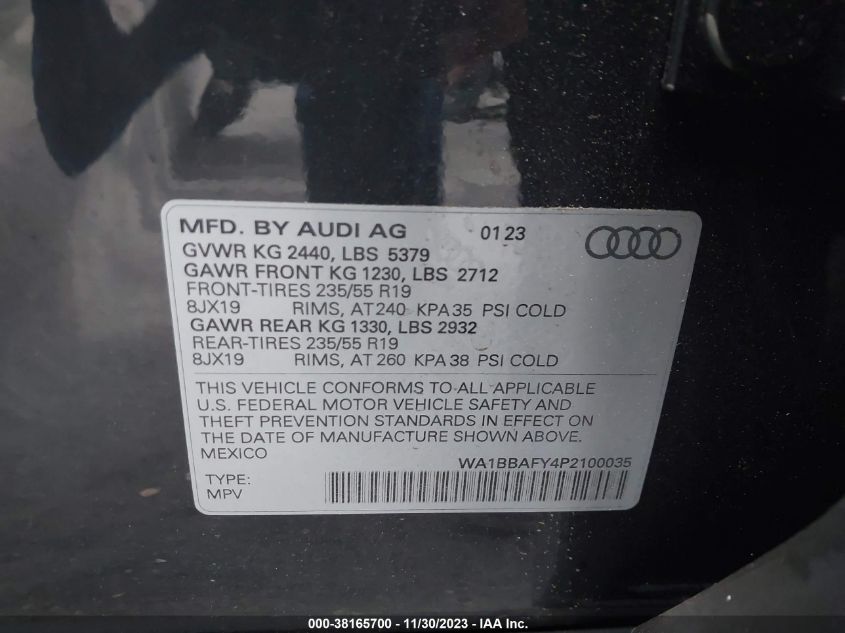 MFD. BY AUDI AG 01 23
GVWR KG 2440, LBS 5379
GAWR FRONT KG 1230, LBS 2712
FRONT-TIRES 235/55 R19
8JX19 RIMS, AT 240 KPA 35 PSI COLD
GAWR REAR KG 1330, LBS 2932
REAR-TIRES 235/55 R19
8JX19 RIMS, AT 260 KPA 38 PSI COLD
THIS VEHICLE CONFORMS TO ALL APPLICABLE
U.S. FEDERAL MOTOR VEHICLE SAFETY AND
THEFT PREVENTION STANDARDS IN EFFECT ON
THE DATE OF MANUFACTURE SHOWN ABOVE.
MEXICO
WA1BBAFY4P2100035
TYPE:
MPV
000-38165700 - 11/30/2023 - IAA Inc.